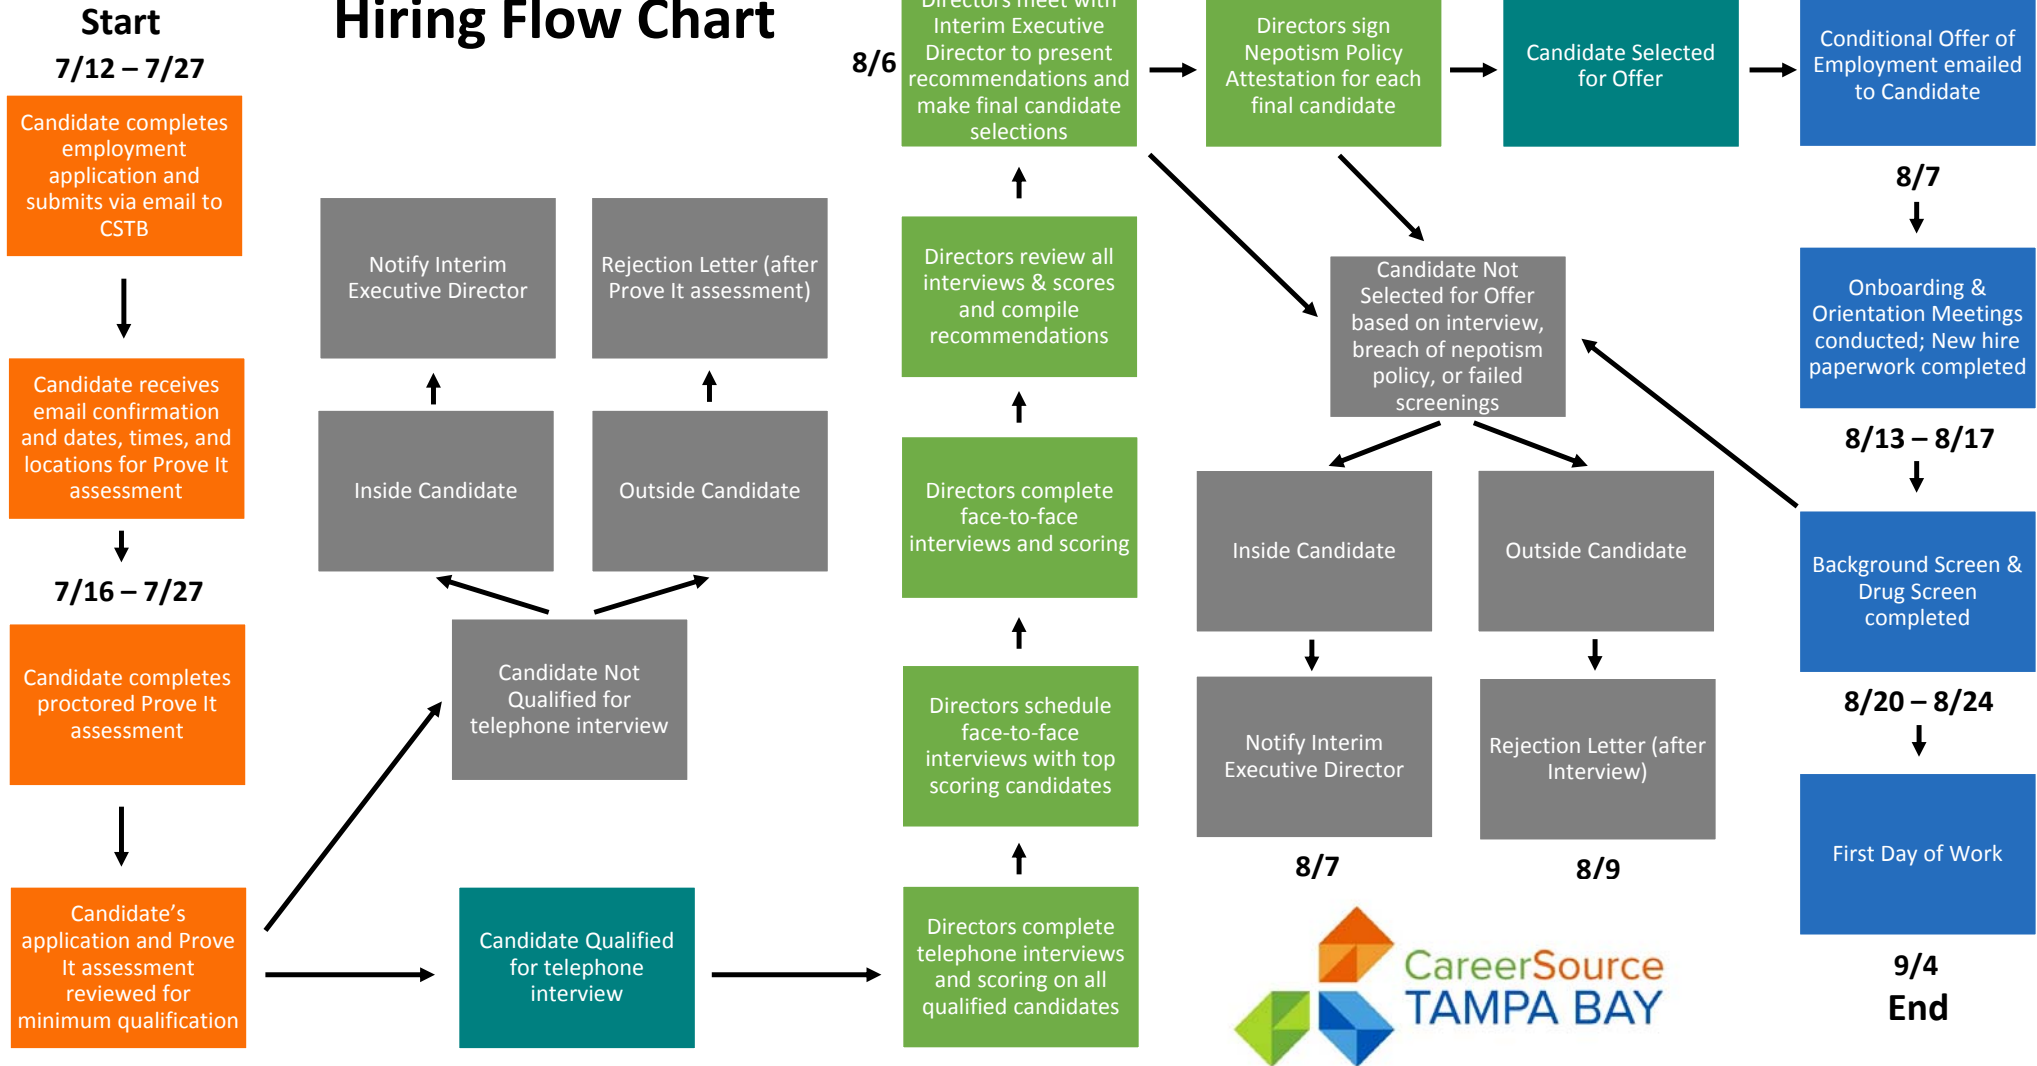 Hiring Flow Chart
Start
7/12 – 7/27
Candidate completes
employment
application and
submits via email to
CSTB
Candidate receives
email confirmation
and dates, times, and
locations for Prove It
assessment
7/16 – 7/27
Candidate completes
proctored Prove It
assessment
Candidate's
application and Prove
It assessment
reviewed for
minimum qualification
Notify Interim
Executive Director
Rejection Letter (after
Prove It assessment)
Inside Candidate
Outside Candidate
Candidate Not
Qualified for
telephone interview
Candidate Qualified
for telephone
interview
8/6
Directors meet with
Interim Executive
Director to present
recommendations and
make final candidate
selections
Directors review all
interviews & scores
and compile
recommendations
Directors complete
face-to-face
interviews and scoring
Directors schedule
face-to-face
interviews with top
scoring candidates
Directors complete
telephone interviews
and scoring on all
qualified candidates
Directors sign
Nepotism Policy
Attestation for each
final candidate
Candidate Selected
for Offer
Candidate Not
Selected for Offer
based on interview,
breach of nepotism
policy, or failed
screenings
Inside Candidate
Outside Candidate
Notify Interim
Executive Director
Rejection Letter (after
Interview)
8/7
8/9
CareerSource
TAMPA BAY
Conditional Offer of
Employment emailed
to Candidate
8/7
Onboarding &
Orientation Meetings
conducted; New hire
paperwork completed
8/13 – 8/17
Background Screen &
Drug Screen
completed
8/20 – 8/24
First Day of Work
9/4
End